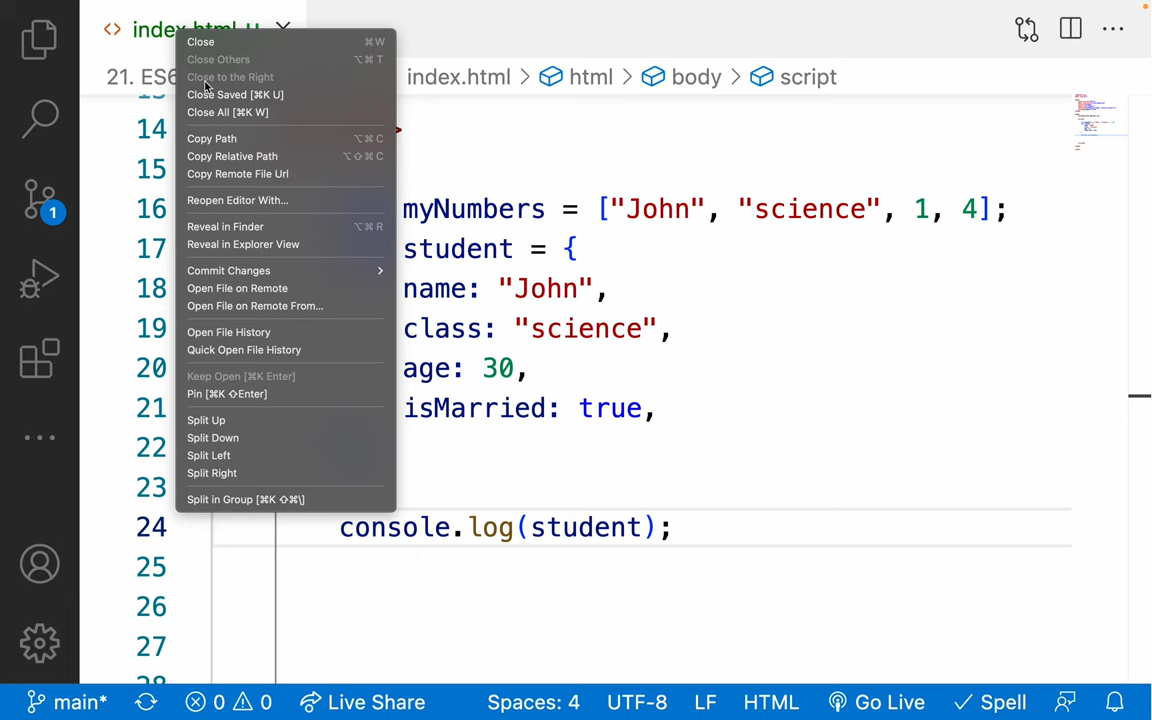 index.html U
21. ES6 index.html > html > body > script
Close ⌘W
Close Others ⌥⌘T
Close to the Right
Close Saved [⌘K U]
Close All [⌘K W]
Copy Path ⌥⌘C
Copy Relative Path ⌥⇧⌘C
Copy Remote File Url
Reopen Editor With...
Reveal in Finder ⌥⌘R
Reveal in Explorer View
Commit Changes >
Open File on Remote
Open File on Remote From...
Open File History
Quick Open File History
Keep Open [⌘K Enter]
Pin [⌘K ⇧Enter]
Split Up
Split Down
Split Left
Split Right
Split in Group [⌘K ⇧⌘\]
14 >
15
16 myNumbers = ["John", "science", 1, 4];
17 student = {
18 name: "John",
19 class: "science",
20 age: 30,
21 isMarried: true,
22
23
24 console.log(student);
25
26
27
1
main* 0 0 Live Share Spaces: 4 UTF-8 LF HTML Go Live Spell